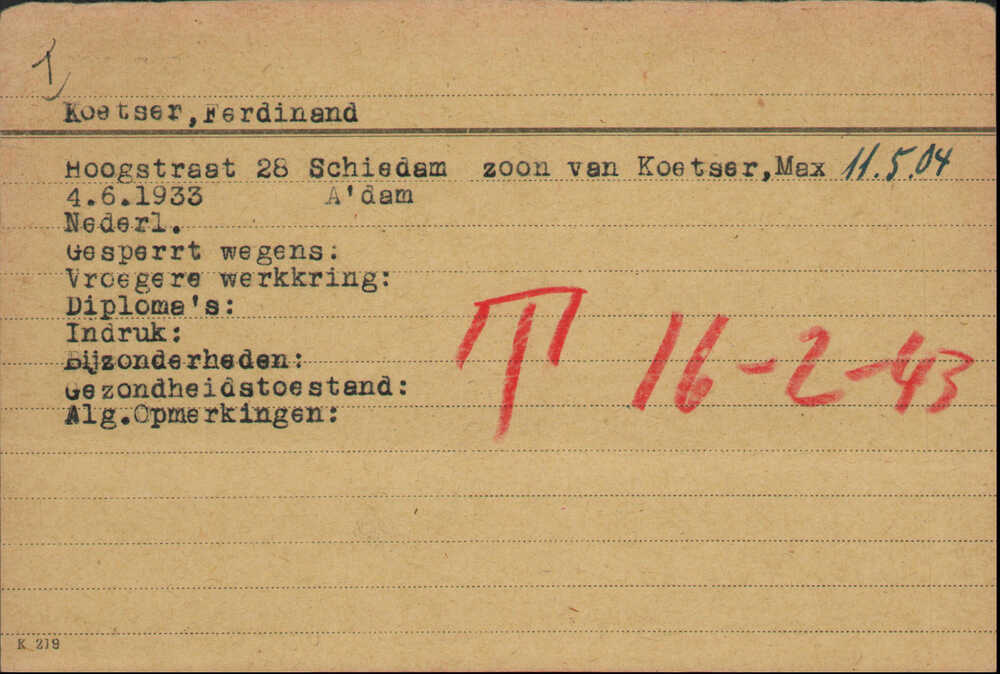 1
Koetser,Ferdinand
Hoogstraat 28 Schiedam zoon van Koetser,Max 11.5.04
4.6.1933 A'dam
Nederl.
Gesperrt wegens:
Vroegere werkkring:
Diploma's:
Indruk:
Bijzonderheden:
Gezondheidstoestand:
Alg.Opmerkingen:
T 16-2-43
K 219